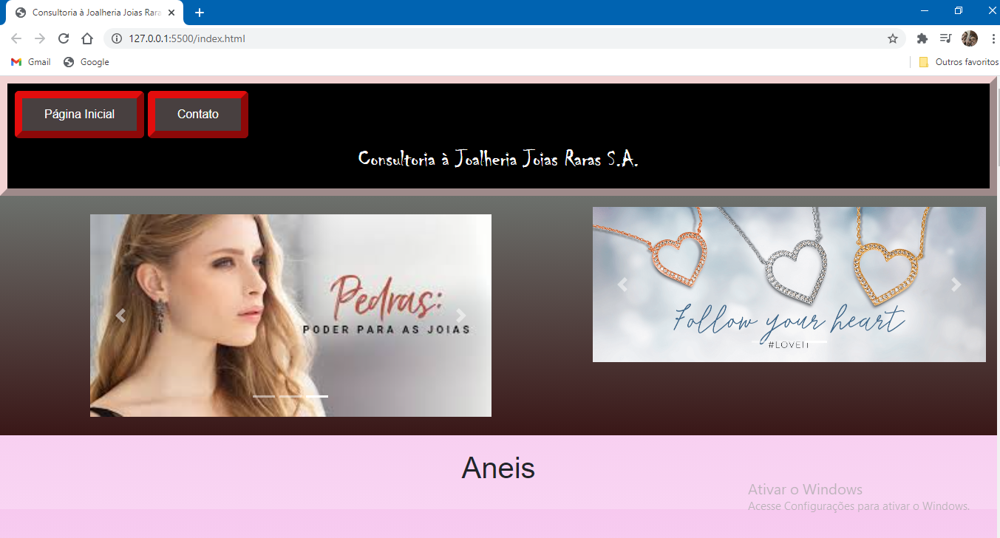 Consultoria à Joalheria Joias Rara
127.0.0.1:5500/index.html
Gmail
Google
Outros favoritos
Página Inicial
Contato
Consultoria à Joalheria Joias Raras S.A.
Pedras:
PODER PARA AS JOIAS
Follow your heart
#LOVEIT
Aneis
Ativar o Windows
Acesse Configurações para ativar o Windows.